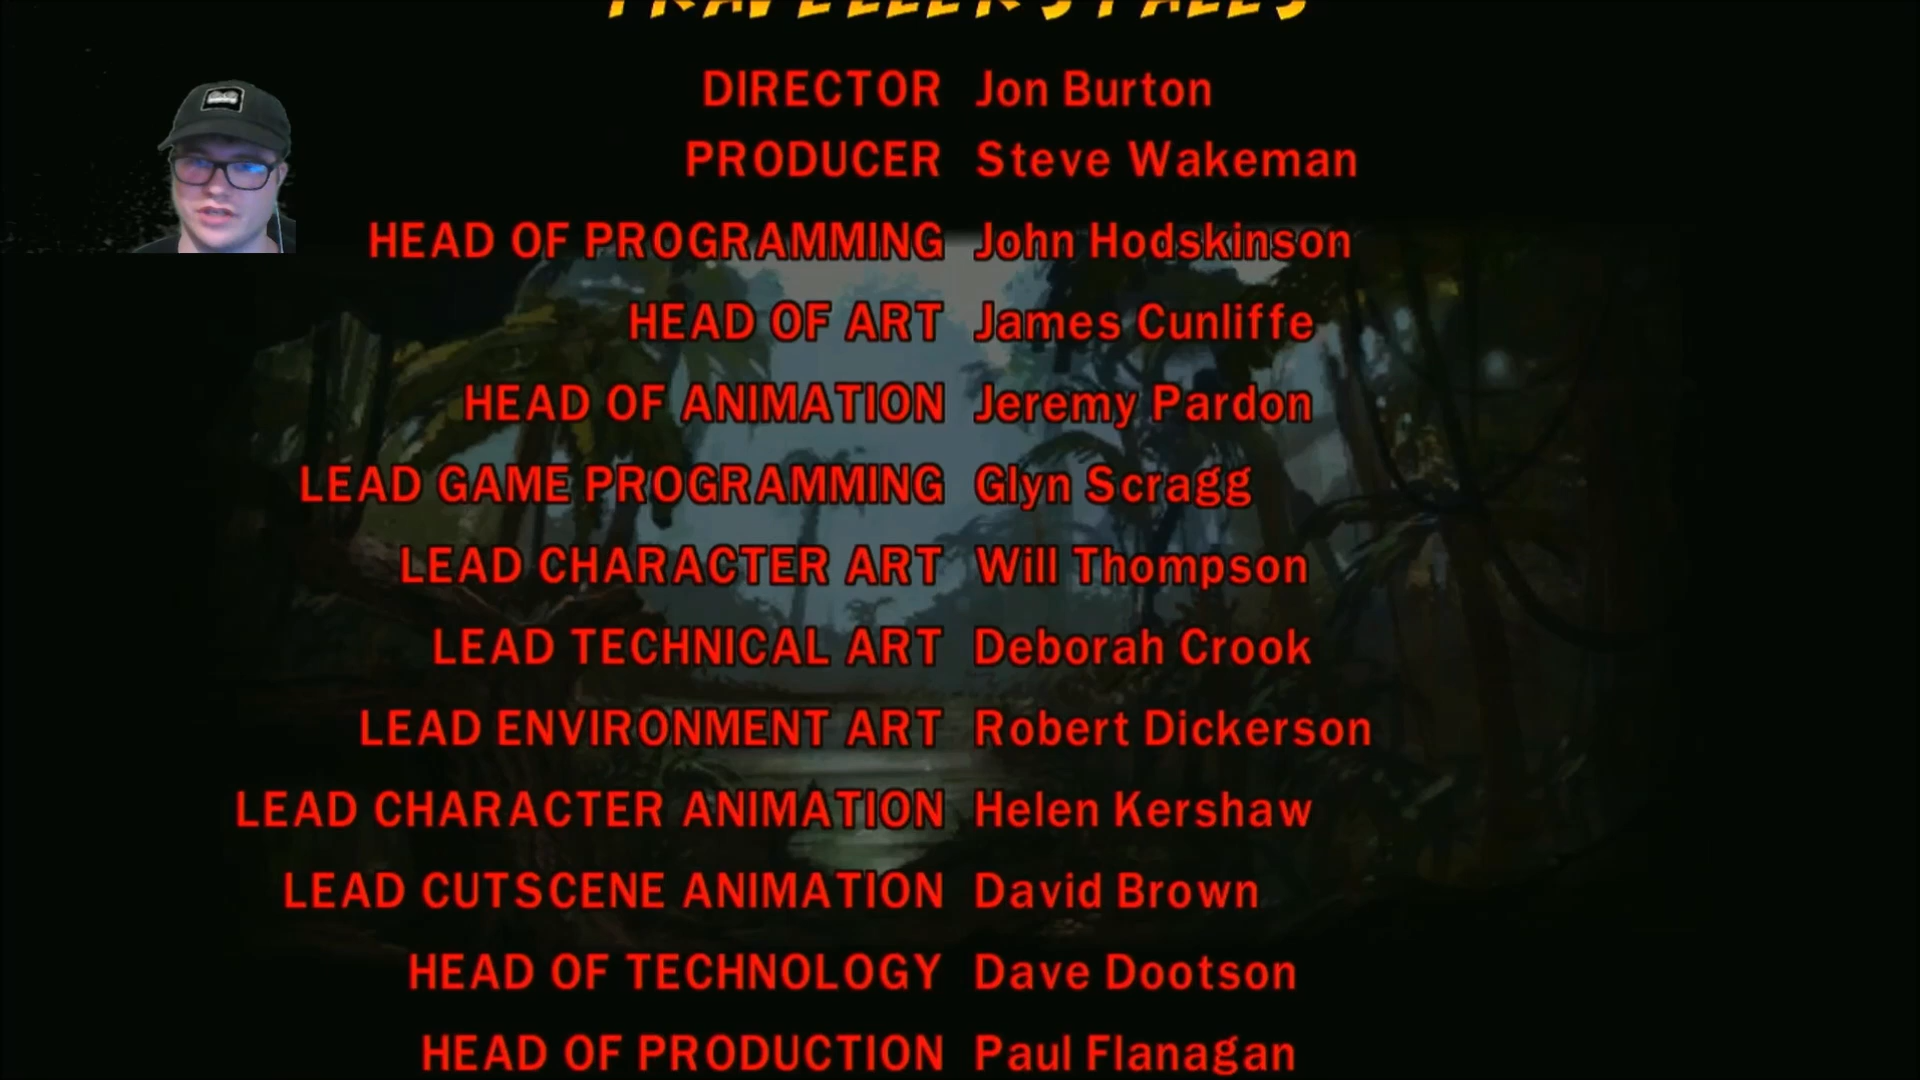 TRAVELLER'S TALES
DIRECTOR Jon Burton
PRODUCER Steve Wakeman
HEAD OF PROGRAMMING John Hodskinson
HEAD OF ART James Cunliffe
HEAD OF ANIMATION Jeremy Pardon
LEAD GAME PROGRAMMING Glyn Scragg
LEAD CHARACTER ART Will Thompson
LEAD TECHNICAL ART Deborah Crook
LEAD ENVIRONMENT ART Robert Dickerson
LEAD CHARACTER ANIMATION Helen Kershaw
LEAD CUTSCENE ANIMATION David Brown
HEAD OF TECHNOLOGY Dave Dootson
HEAD OF PRODUCTION Paul Flanagan